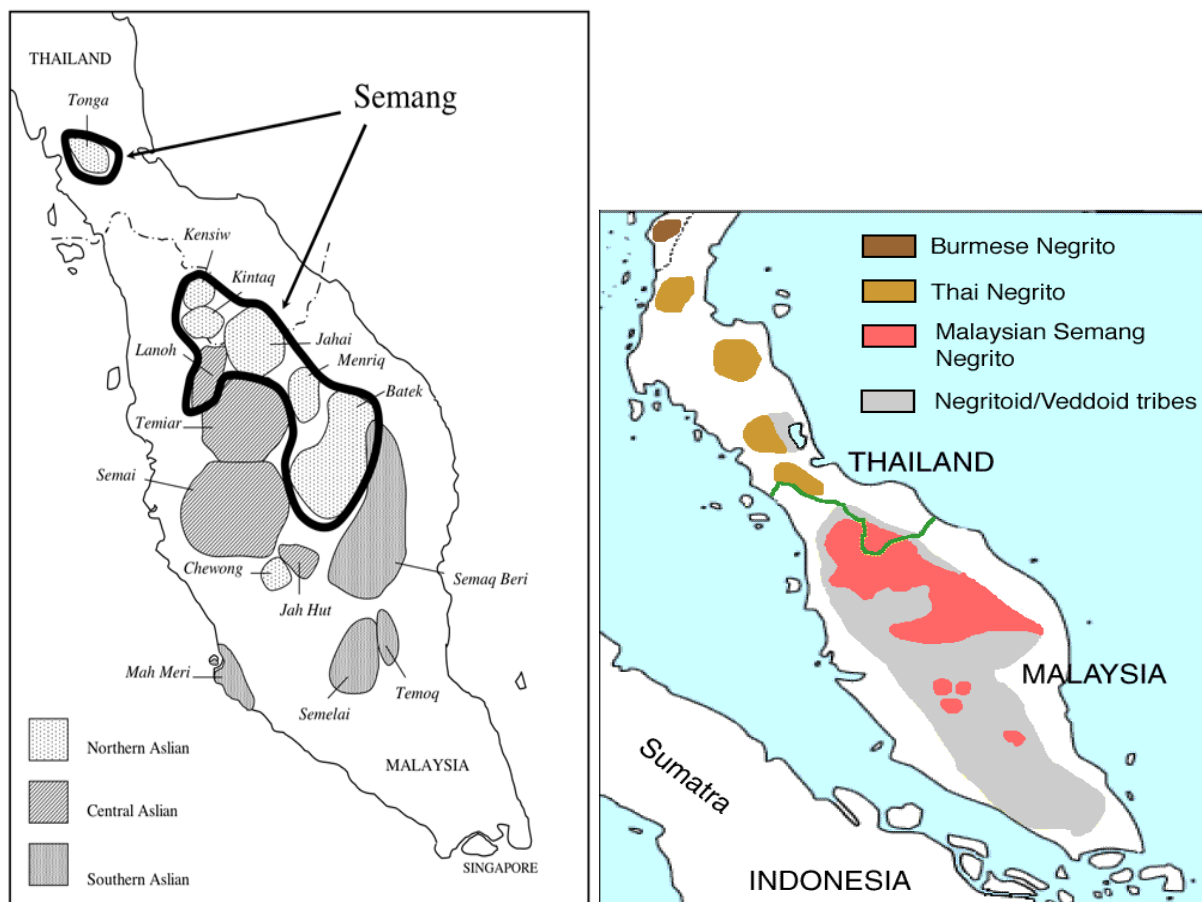 THAILAND
Tonga
Semang
Kensiw
Kintaq
Jahai
Lanoh
Menriq
Batek
Temiar
Semai
Chewong
Jah Hut
Semaq Beri
Mah Meri
Temoq
Semelai
Northern Aslian
MALAYSIA
Central Aslian
SINGAPORE
Southern Aslian
Burmese Negrito
Thai Negrito
Malaysian Semang
Negrito
Negritoid/Veddoid tribes
THAILAND
MALAYSIA
Sumatra
INDONESIA